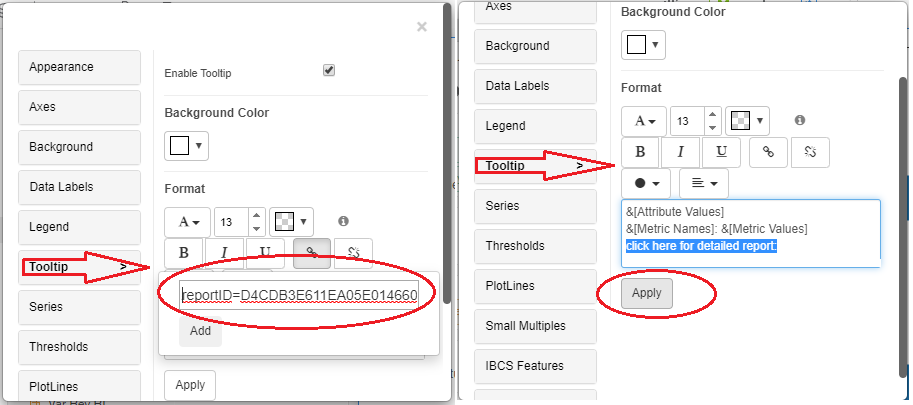 ×
Appearance
Axes
Background
Data Labels
Legend
Tooltip >
Series
Thresholds
PlotLines
Enable Tooltip
Background Color
Format
A 13
B I U
reportID=D4CDB3E611EA05E014660
Add
Apply
Axes
Background
Data Labels
Legend
Tooltip >
Series
Thresholds
PlotLines
Small Multiples
IBCS Features
Background Color
Format
A 13
B I U
&[Attribute Values]
&[Metric Names]: &[Metric Values]
click here for detailed report:
Apply